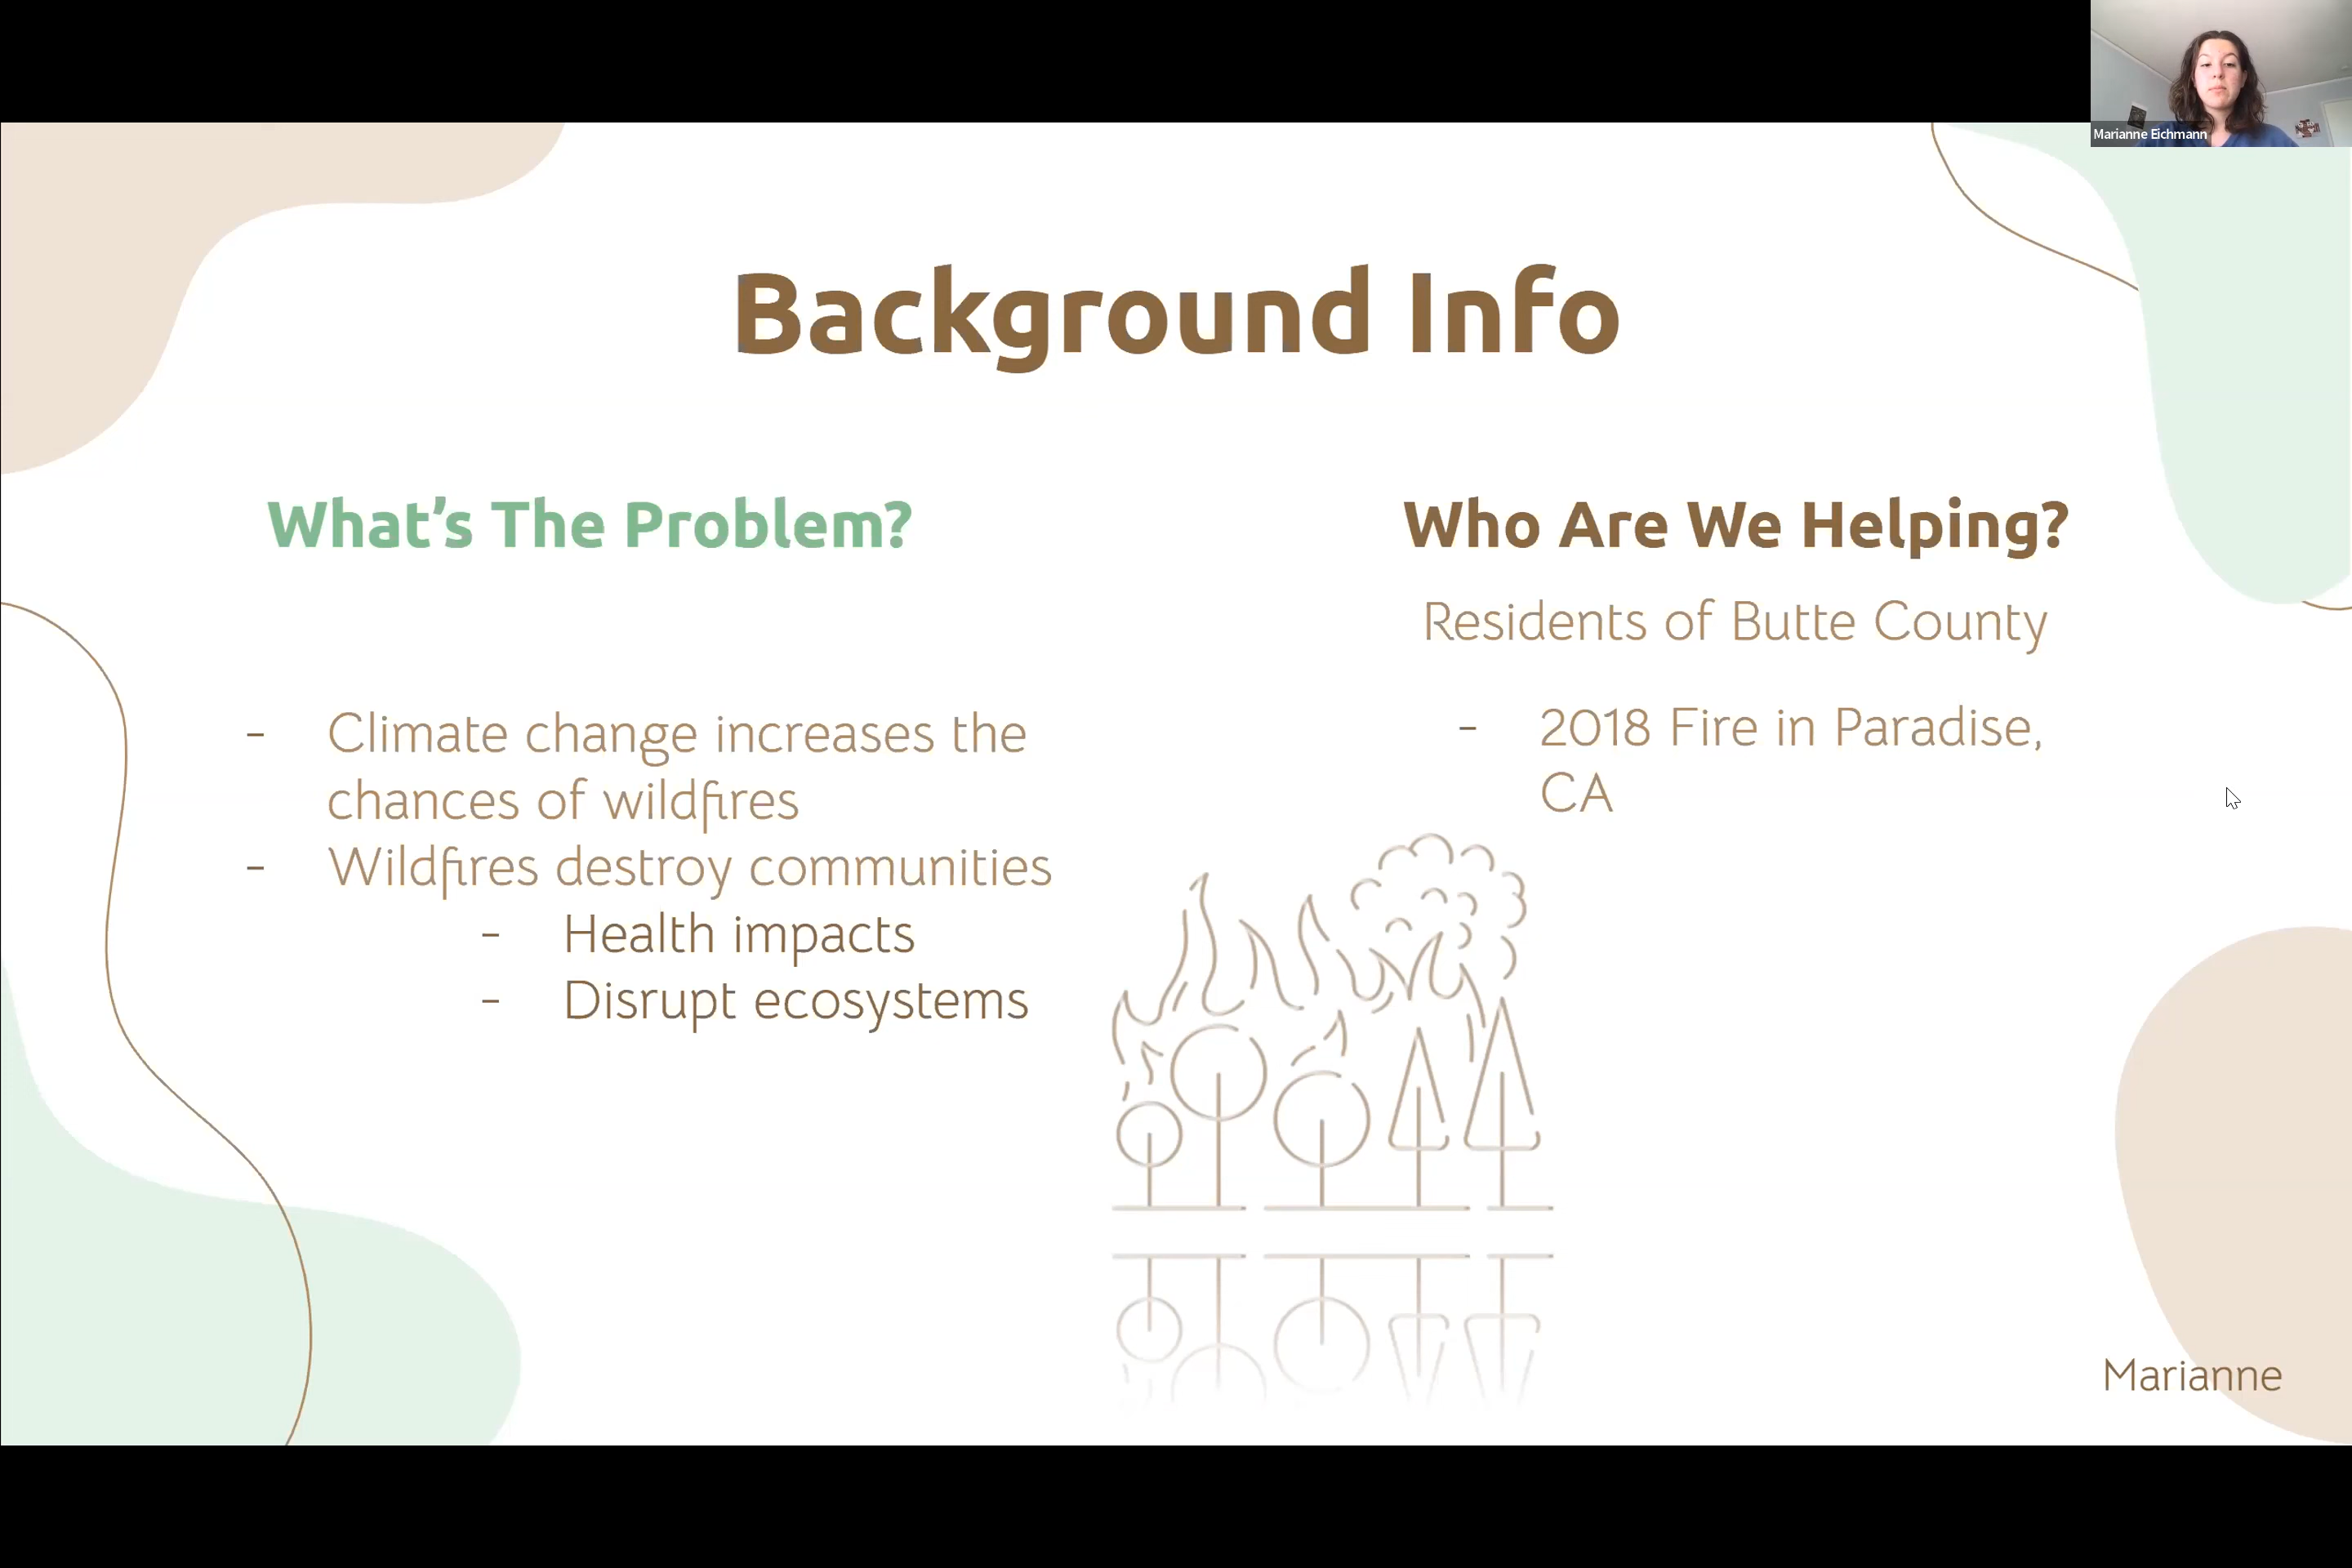 Marianne Eichmann
Background Info
What's The Problem?
- Climate change increases the
chances of wildfires
- Wildfires destroy communities
- Health impacts
- Disrupt ecosystems
Who Are We Helping?
Residents of Butte County
- 2018 Fire in Paradise,
CA
Marianne